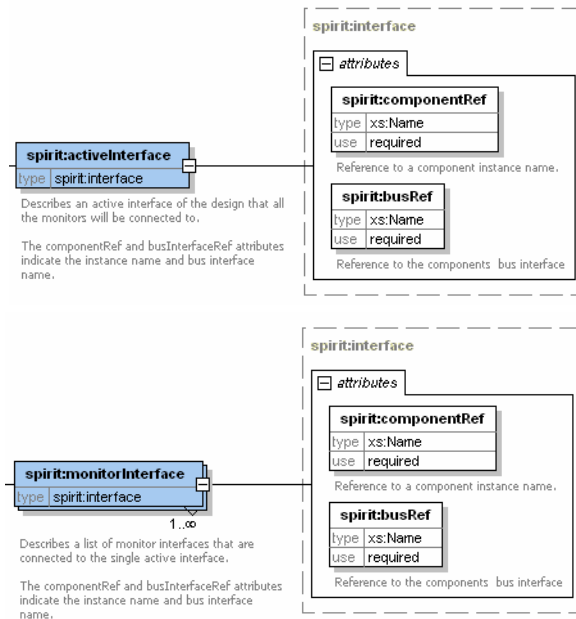 spirit:interface
attributes
spirit:componentRef
type xs:Name
use required
Reference to a component instance name.
spirit:activeInterface
type spirit:interface
Describes an active interface of the design that all
the monitors will be connected to.
The componentRef and busInterfaceRef attributes
indicate the instance name and bus interface
name.
spirit:busRef
type xs:Name
use required
Reference to the components bus interface
spirit:interface
attributes
spirit:componentRef
type xs:Name
use required
Reference to a component instance name.
spirit:monitorInterface
type spirit:interface
1..∞
Describes a list of monitor interfaces that are
connected to the single active interface.
The componentRef and busInterfaceRef attributes
indicate the instance name and bus interface
name.
spirit:busRef
type xs:Name
use required
Reference to the components bus interface